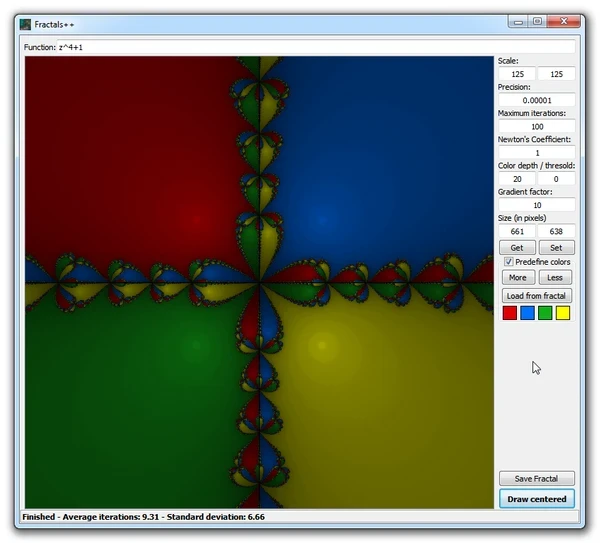 Fractals++
Function: z^4+1
Scale:
125 125
Precision:
0.00001
Maximum iterations:
100
Newton's Coefficient:
1
Color depth / thresold:
20 0
Gradient factor:
10
Size (in pixels)
661 638
Get Set
Predefine colors
More Less
Load from fractal
Save Fractal
Draw centered
Finished - Average iterations: 9.31 - Standard deviation: 6.66